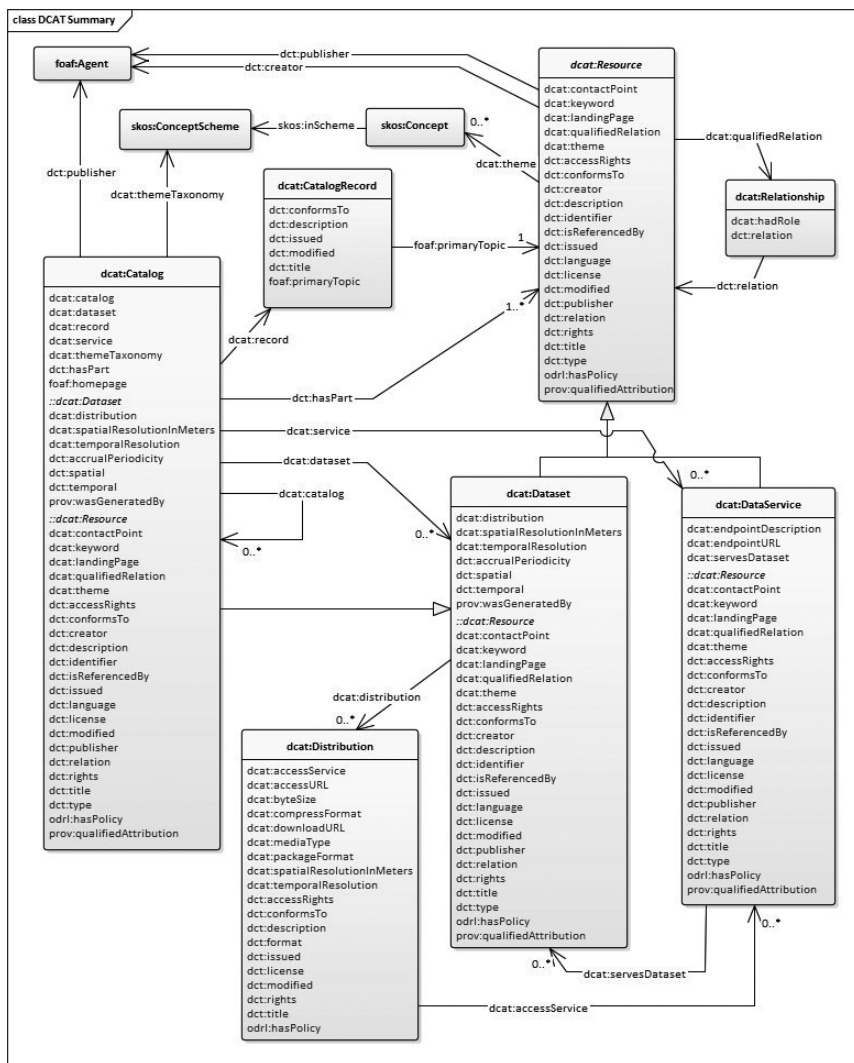 class DCAT Summary
foaf:Agent
dct:publisher
dct:creator
skos:ConceptScheme
skos:inScheme
skos:Concept
0..*
dcat:theme
dct:publisher
dcat:themeTaxonomy
dcat:Resource
dcat:contactPoint
dcat:keyword
dcat:landingPage
dcat:qualifiedRelation
dcat:theme
dct:accessRights
dct:conformsTo
dct:creator
dct:description
dct:identifier
dct:isReferencedBy
dct:issued
dct:language
dct:license
dct:modified
dct:publisher
dct:relation
dct:rights
dct:title
dct:type
odrl:hasPolicy
prov:qualifiedAttribution
dcat:qualifiedRelation
dcat:Relationship
dcat:hadRole
dct:relation
dct:relation
dcat:CatalogRecord
dct:conformsTo
dct:description
dct:issued
dct:modified
dct:title
foaf:primaryTopic
foaf:primaryTopic
1
1..*
dcat:record
dct:hasPart
dcat:service
0..*
dcat:dataset
0..*
dcat:catalog
0..*
dcat:Catalog
dcat:catalog
dcat:dataset
dcat:record
dcat:service
dcat:themeTaxonomy
dct:hasPart
foaf:homepage
::dcat:Dataset
dcat:distribution
dcat:spatialResolutionInMeters
dcat:temporalResolution
dct:accrualPeriodicity
dct:spatial
dct:temporal
prov:wasGeneratedBy
::dcat:Resource
dcat:contactPoint
dcat:keyword
dcat:landingPage
dcat:qualifiedRelation
dcat:theme
dct:accessRights
dct:conformsTo
dct:creator
dct:description
dct:identifier
dct:isReferencedBy
dct:issued
dct:language
dct:license
dct:modified
dct:publisher
dct:relation
dct:rights
dct:title
dct:type
odrl:hasPolicy
prov:qualifiedAttribution
dcat:Dataset
dcat:distribution
dcat:spatialResolutionInMeters
dcat:temporalResolution
dct:accrualPeriodicity
dct:spatial
dct:temporal
prov:wasGeneratedBy
::dcat:Resource
dcat:contactPoint
dcat:keyword
dcat:landingPage
dcat:qualifiedRelation
dcat:theme
dct:accessRights
dct:conformsTo
dct:creator
dct:description
dct:identifier
dct:isReferencedBy
dct:issued
dct:language
dct:license
dct:modified
dct:publisher
dct:relation
dct:rights
dct:title
dct:type
odrl:hasPolicy
prov:qualifiedAttribution
dcat:DataService
dcat:endpointDescription
dcat:endpointURL
dcat:servesDataset
::dcat:Resource
dcat:contactPoint
dcat:keyword
dcat:landingPage
dcat:qualifiedRelation
dcat:theme
dct:accessRights
dct:conformsTo
dct:creator
dct:description
dct:identifier
dct:isReferencedBy
dct:issued
dct:language
dct:license
dct:modified
dct:publisher
dct:relation
dct:rights
dct:title
dct:type
odrl:hasPolicy
prov:qualifiedAttribution
dcat:distribution
0..*
dcat:Distribution
dcat:accessService
dcat:accessURL
dcat:byteSize
dcat:compressFormat
dcat:downloadURL
dcat:mediaType
dcat:packageFormat
dcat:spatialResolutionInMeters
dcat:temporalResolution
dct:accessRights
dct:conformsTo
dct:description
dct:format
dct:issued
dct:license
dct:modified
dct:rights
dct:title
odrl:hasPolicy
0..*
0..*
dcat:servesDataset
dcat:accessService